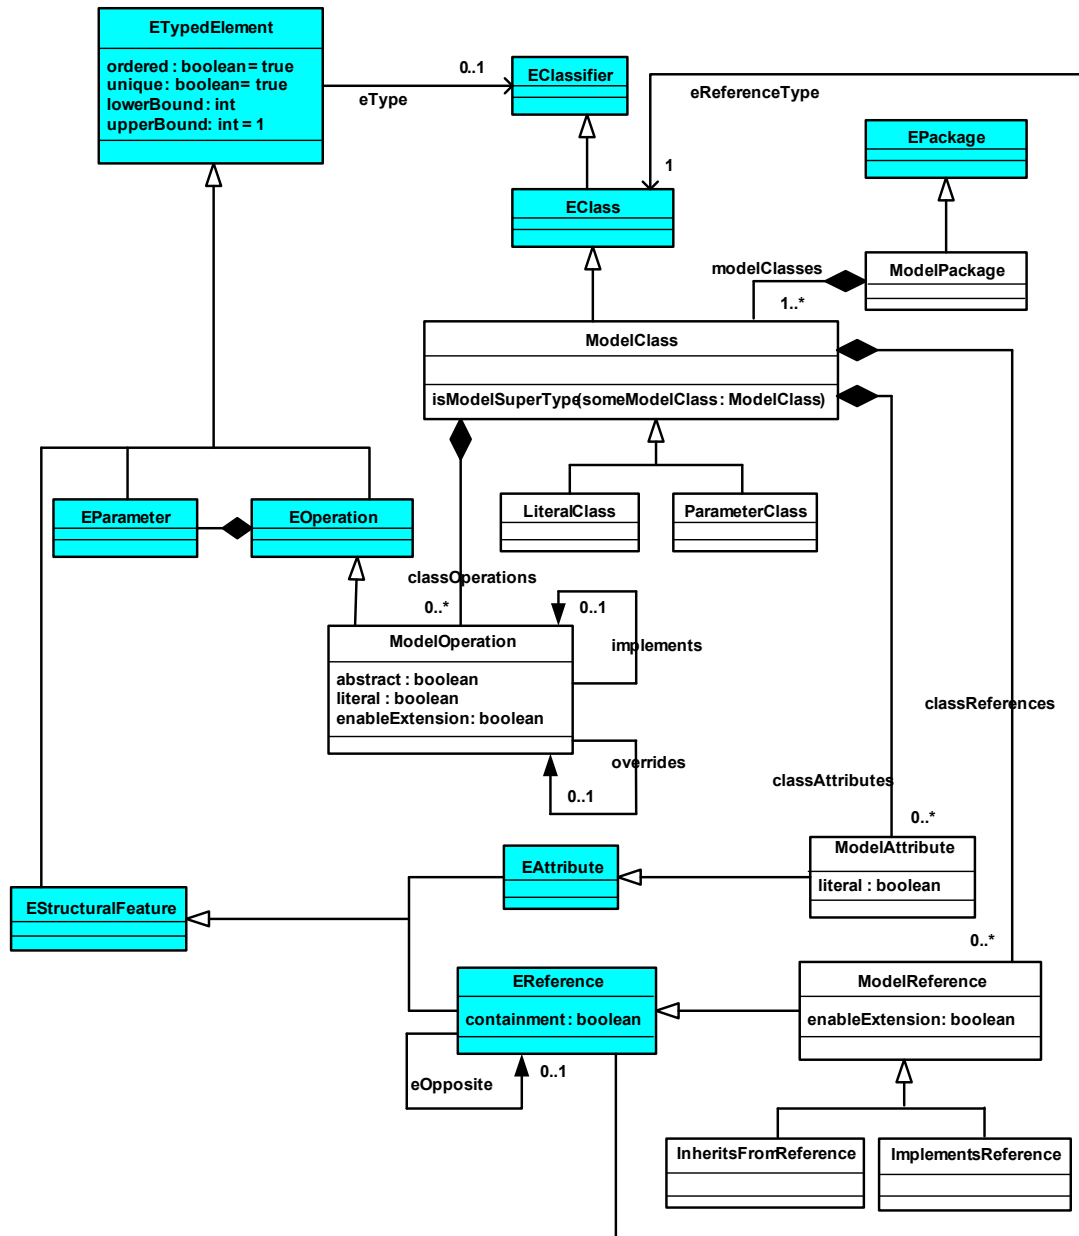 ETypedElement
ordered : boolean= true
unique : boolean= true
lowerBound : int
upperBound: int = 1
0..1
eType
EClassifier
eReferenceType
EPackage
1
EClass
modelClasses
1..*
ModelPackage
ModelClass
isModelSuperType(someModelClass: ModelClass)
EParameter
EOperation
LiteralClass
ParameterClass
classOperations
0..*
0..1
ModelOperation
implements
abstract : boolean
literal : boolean
enableExtension: boolean
overrides
0..1
classReferences
classAttributes
0..*
EAttribute
ModelAttribute
literal : boolean
EStructuralFeature
0..*
EReference
containment: boolean
ModelReference
enableExtension: boolean
eOpposite
0..1
InheritsFromReference
ImplementsReference